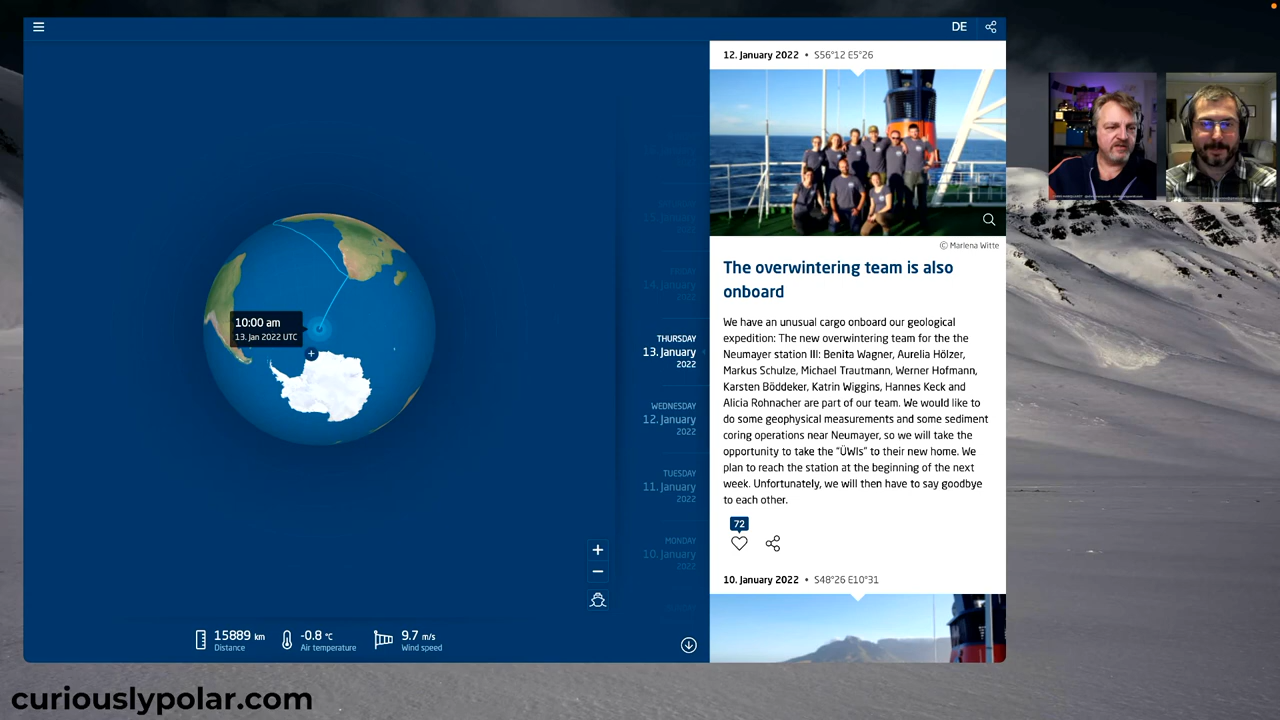 DE
12. January 2022 • S56°12 E5°26
© Marlena Witte
The overwintering team is also
onboard
We have an unusual cargo onboard our geological
expedition: The new overwintering team for the the
Neumayer station III: Benita Wagner, Aurelia Hölzer,
Markus Schulze, Michael Trautmann, Werner Hofmann,
Karsten Böddeker, Katrin Wiggins, Hannes Keck and
Alicia Rohnacher are part of our team. We would like to
do some geophysical measurements and some sediment
coring operations near Neumayer, so we will take the
opportunity to take the "ÜWIs" to their new home. We
plan to reach the station at the beginning of the next
week. Unfortunately, we will then have to say goodbye
to each other.
72
10. January 2022 • S48°26 E10°31
10:00 am
13. Jan 2022 UTC
15. January
2022
FRIDAY
14. January
2022
THURSDAY
13. January
2022
WEDNESDAY
12. January
2022
TUESDAY
11. January
2022
MONDAY
10. January
2022
15889 km
Distance
-0.8 °C
Air temperature
9.7 m/s
Wind speed
curiouslypolar.com